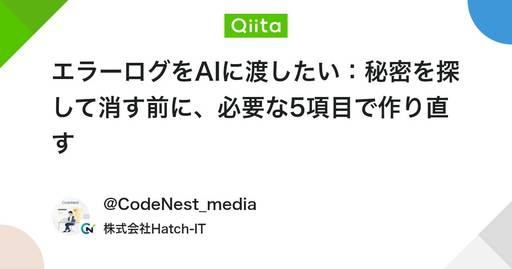 Qiita
エラーログをAIに渡したい：秘密を探
して消す前に、必要な5項目で作り直
す
@CodeNest_media
株式会社Hatch-IT